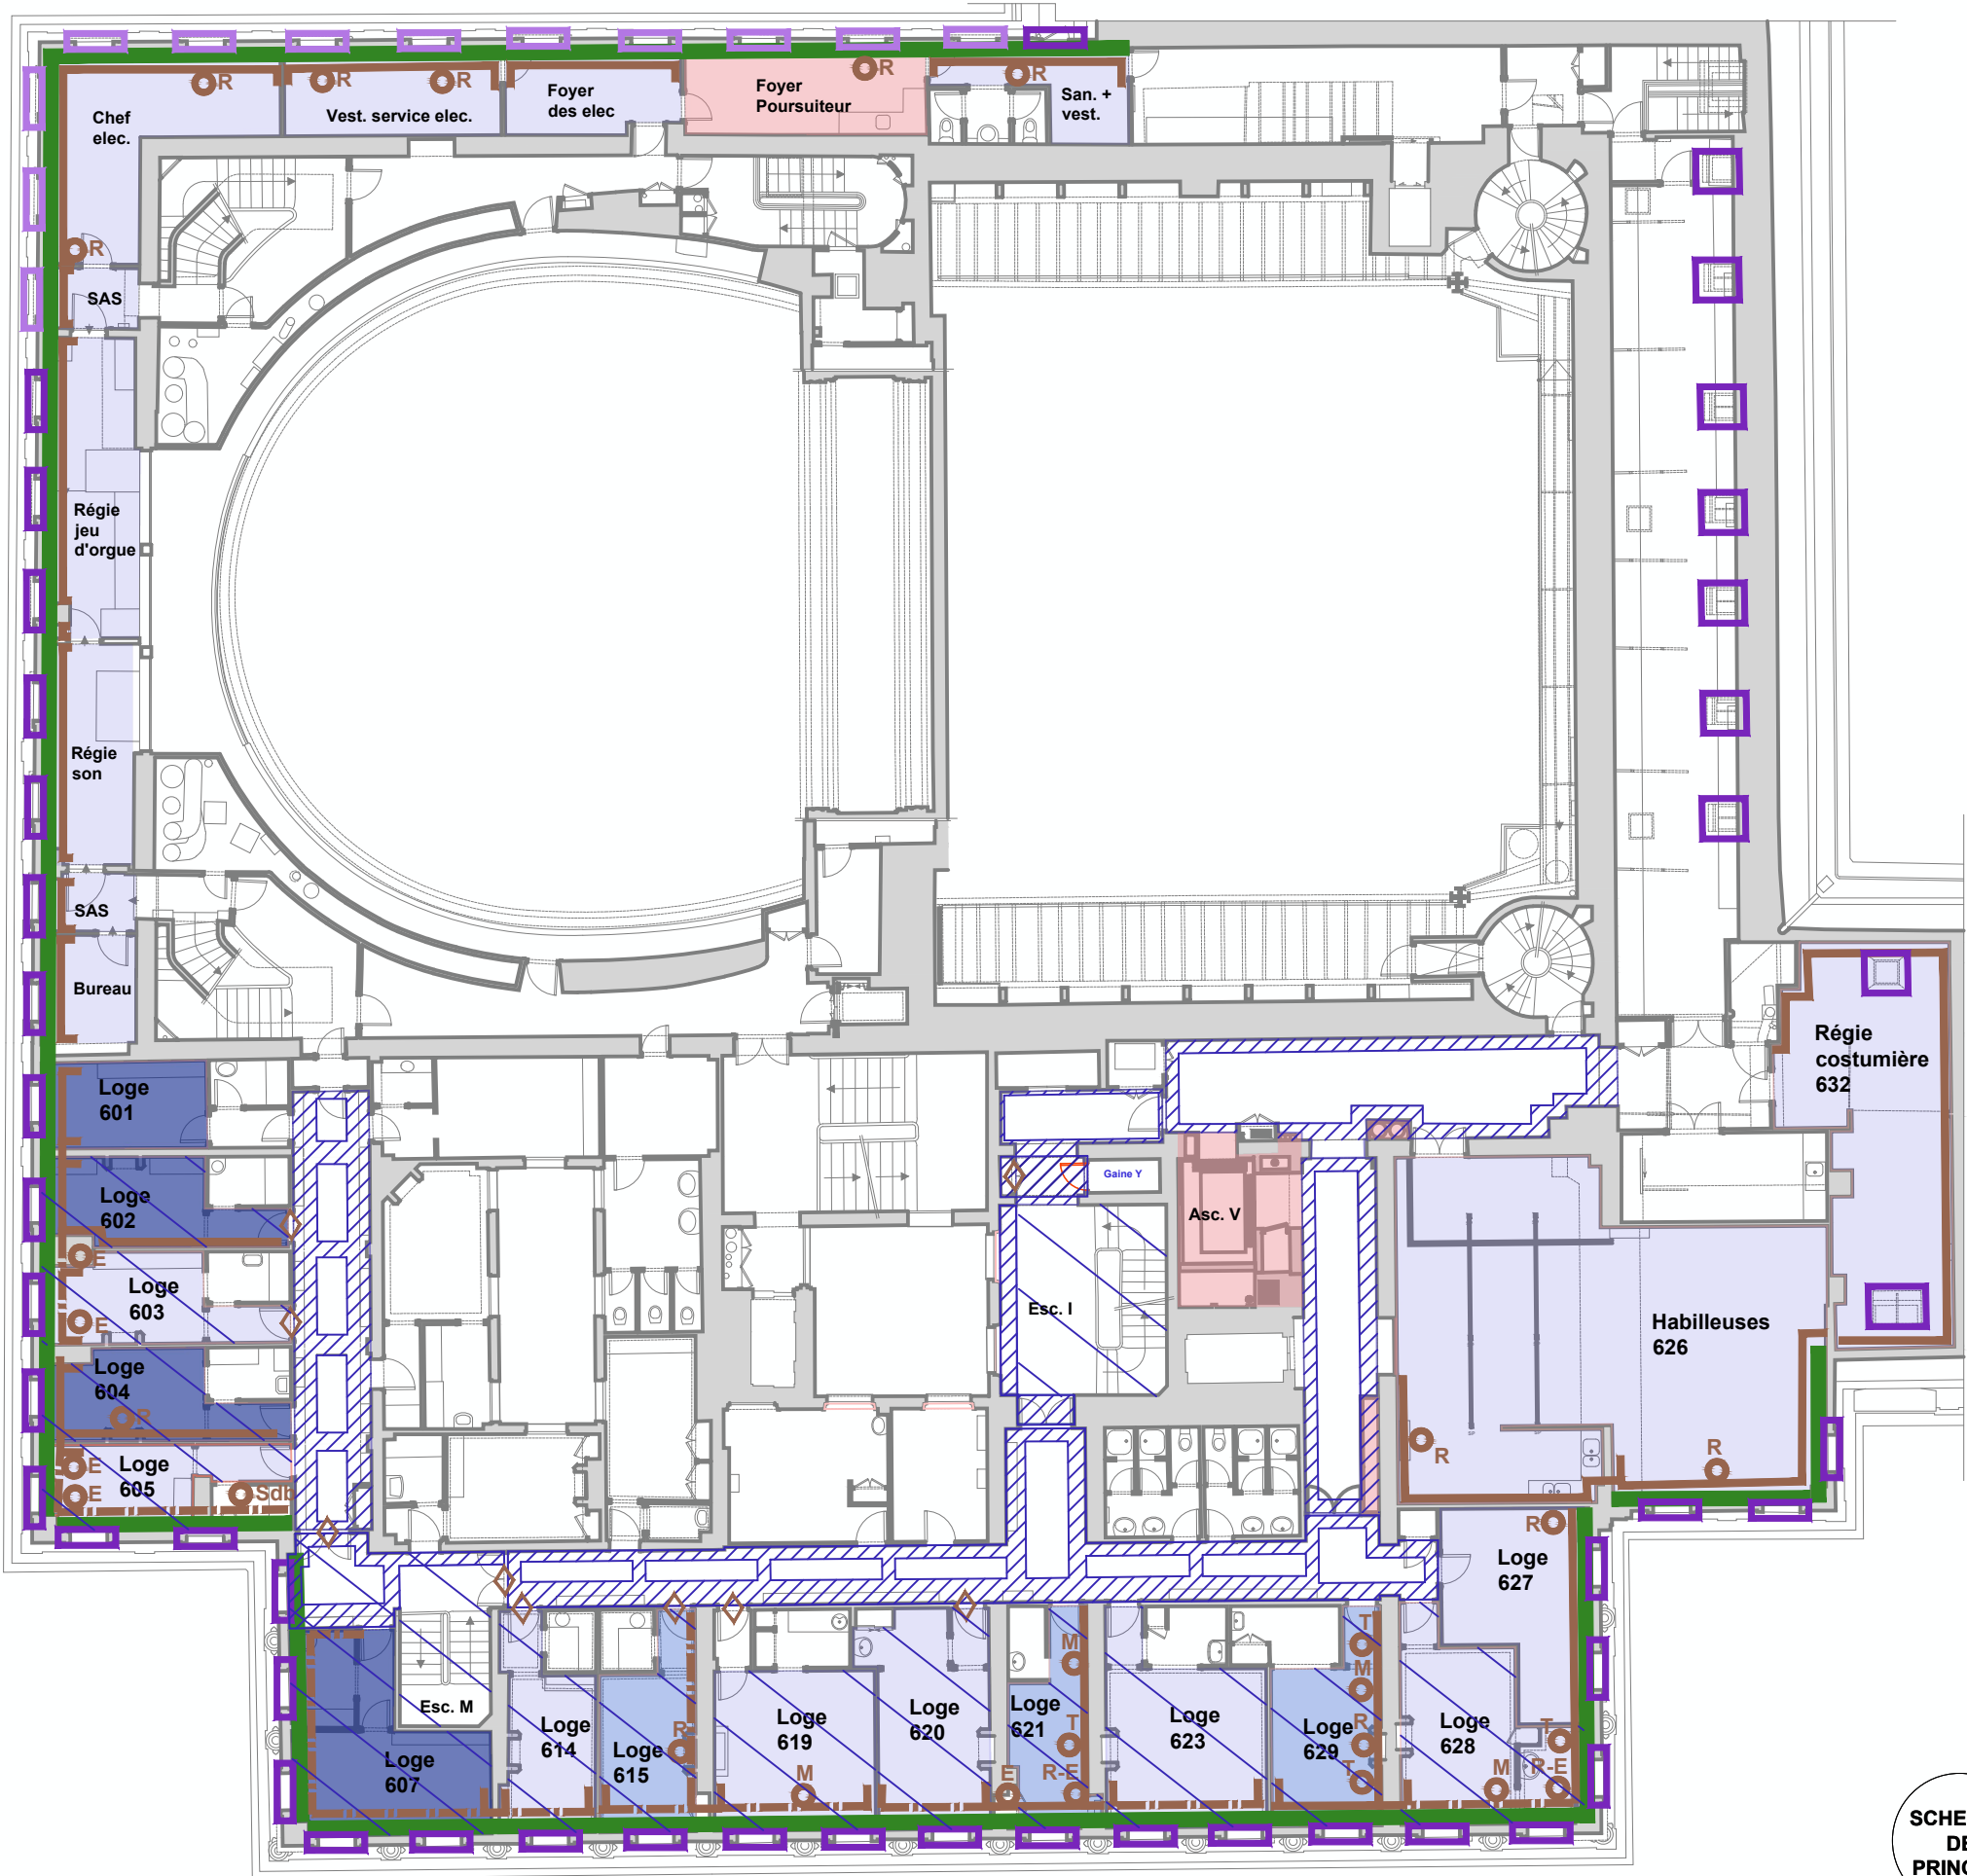 R
R
R
R
R
Chef
elec.
Vest. service elec.
Foyer
des elec
Foyer
Poursuiteur
San. +
vest.
R
SAS
Régie
jeu
d'orgue
Régie
son
SAS
Bureau
Régie
costumière
632
Loge
601
Loge
602
E
Loge
603
E
Loge
604
R
Loge
605
E
E
Sdb
Gaine Y
Asc. V
Esc. I
Habilleuses
626
R
R
R
Loge
627
Esc. M
Loge
607
Loge
614
Loge
615
R
Loge
619
M
Loge
620
Loge
621
M
T
E
R-E
Loge
623
Loge
629
T
M
R
T
Loge
628
T
M
R-E
SCHE
DE
PRINC